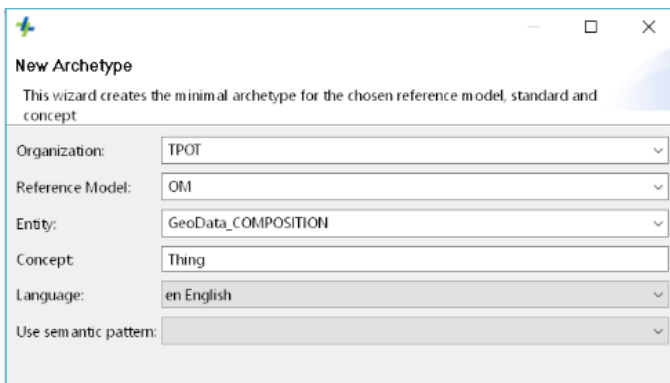 New Archetype
This wizard creates the minimal archetype for the chosen reference model, standard and
concept
Organization: TPOT
Reference Model: OM
Entity: GeoData_COMPOSITION
Concept: Thing
Language: en English
Use semantic pattern: